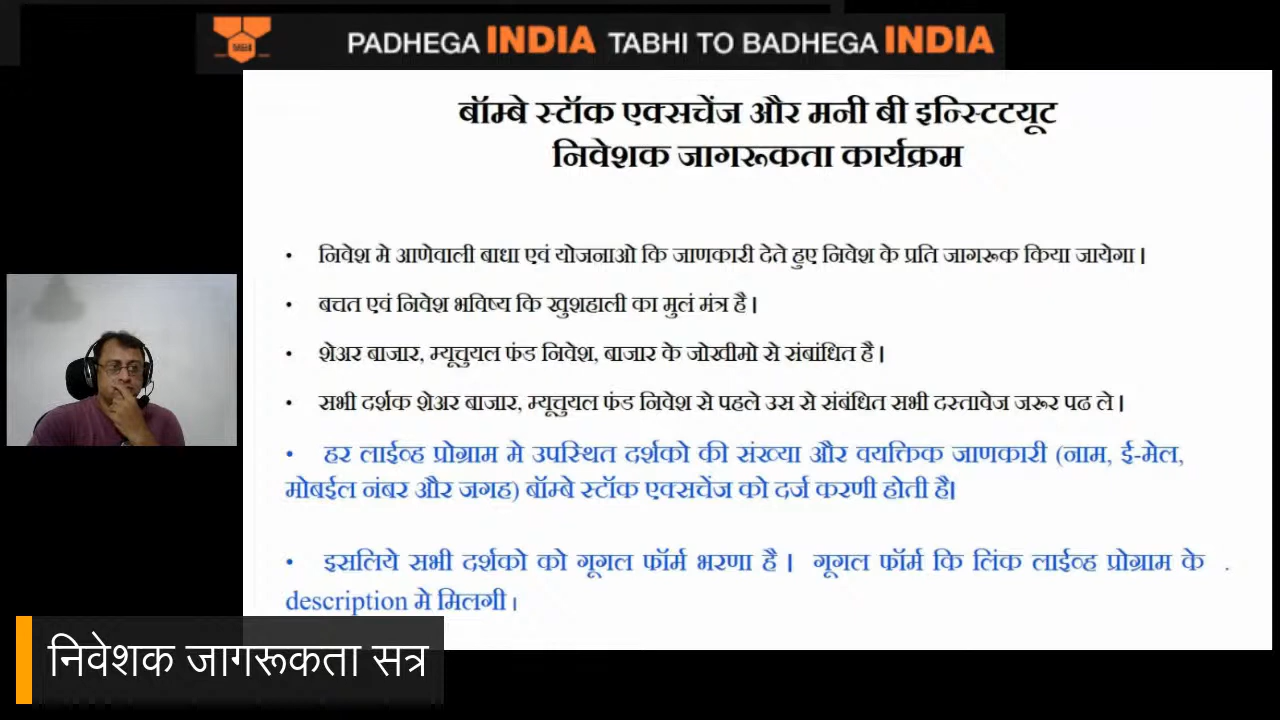 PADHEGA INDIA TABHI TO BADHEGA INDIA
बॉम्बे स्टॉक एक्सचेंज और मनी बी इन्स्टिटयूट
निवेशक जागरूकता कार्यक्रम
• निवेश मे आणेवाली बाधा एवं योजनाओ कि जाणकारी देते हुए निवेश के प्रति जागरूक किया जायेगा |
• बचत एवं निवेश भविष्य कि खुशहाली का मुलं मंत्र है |
• शेअर बाजार, म्यूचुयल फंड निवेश, बाजार के जोखीमो से संबांधित है |
• सभी दर्शक शेअर बाजार, म्यूचुयल फंड निवेश से पहले उस से संबंधित सभी दस्तावेज जरूर पढ ले |
• हर लाईव्ह प्रोग्राम मे उपस्थित दर्शको की संख्या और वयक्तिक जाणकारी (नाम, ई-मेल,
मोबईल नंबर और जगह) बॉम्बे स्टॉक एक्सचेंज को दर्ज करणी होती है|
• इसलिये सभी दर्शको को गूगल फॉर्म भरणा है | गूगल फॉर्म कि लिंक लाईव्ह प्रोग्राम के .
description मे मिलगी |
निवेशक जागरूकता सत्र